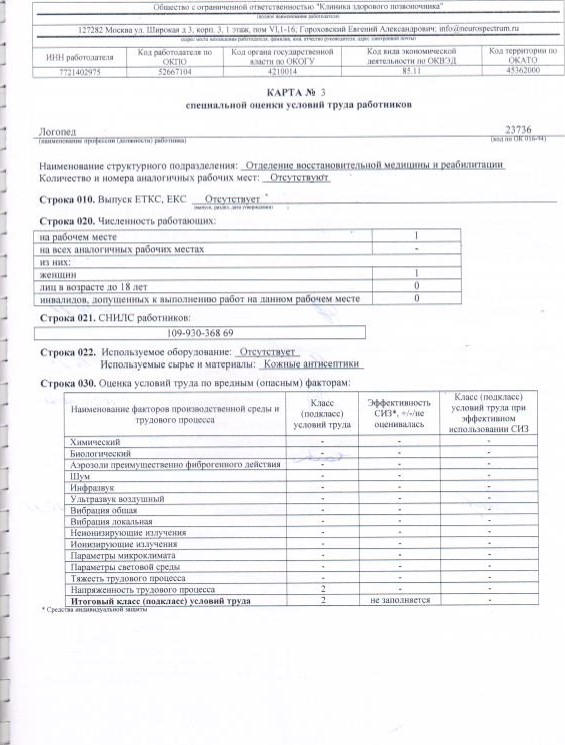 Общество с ограниченной ответственностью "Клиника здорового позвоночника"
(полное наименование работодателя)
127282 Москва ул. Широкая д 3, корп. 3, 1 этаж, пом VI,1-16; Гороховский Евгений Александрович; info@neurospectrum.ru
(адрес места нахождения работодателя, фамилия, имя, отчество руководителя, адрес электронной почты)
ИНН работодателя | Код работодателя по ОКПО | Код органа государственной власти по ОКОГУ | Код вида экономической деятельности по ОКВЭД | Код территории по ОКАТО
7721402975 | 52667104 | 4210014 | 85.11 | 45362000
КАРТА № 3
специальной оценки условий труда работников
Логопед 23736
(наименование профессии (должности) работника) (код по ОК 016-94)
Наименование структурного подразделения: Отделение восстановительной медицины и реабилитации
Количество и номера аналогичных рабочих мест: Отсутствуют
Строка 010. Выпуск ЕТКС, ЕКС Отсутствует
(выпуск, раздел, дата утверждения)
Строка 020. Численность работающих:
на рабочем месте | 1
на всех аналогичных рабочих местах | -
из них:
женщин | 1
лиц в возрасте до 18 лет | 0
инвалидов, допущенных к выполнению работ на данном рабочем месте | 0
Строка 021. СНИЛС работников:
109-930-368 69
Строка 022. Используемое оборудование: Отсутствует
Используемые сырье и материалы: Кожные антисептики
Строка 030. Оценка условий труда по вредным (опасным) факторам:
Наименование факторов производственной среды и трудового процесса | Класс (подкласс) условий труда | Эффективность СИЗ*, +/-/не оценивалась | Класс (подкласс) условий труда при эффективном использовании СИЗ
Химический | - | - | -
Биологический | - | - | -
Аэрозоли преимущественно фиброгенного действия | - | - | -
Шум | - | - | -
Инфразвук | - | - | -
Ультразвук воздушный | - | - | -
Вибрация общая | - | - | -
Вибрация локальная | - | - | -
Неионизирующие излучения | - | - | -
Ионизирующие излучения | - | - | -
Параметры микроклимата | - | - | -
Параметры световой среды | - | - | -
Тяжесть трудового процесса | - | - | -
Напряженность трудового процесса | 2 | - | -
Итоговый класс (подкласс) условий труда | 2 | не заполняется | -
* Средства индивидуальной защиты